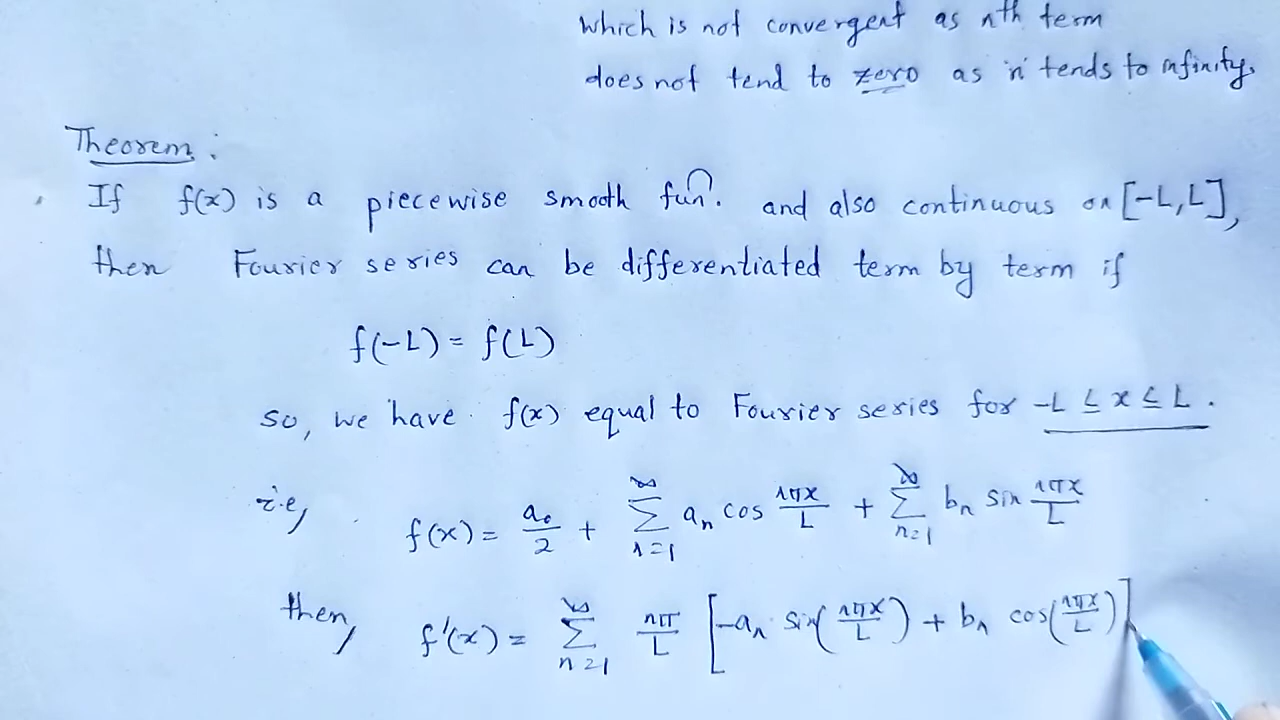 which is not convergent as nth term
does not tend to zero as 'n' tends to infinity.
Theorem :
If f(x) is a piecewise smooth fun. and also continuous on [-L, L],
then Fourier series can be differentiated term by term if
f(-L) = f(L)
so, we have f(x) equal to Fourier series for -L ≤ x ≤ L.
i.e, f(x) = a₀/2 + ∑_{n=1}^{∞} aₙ cos nπx/L + ∑_{n=1}^{∞} bₙ sin nπx/L
then, f'(x) = ∑_{n=1}^{∞} nπ/L [-aₙ sin(nπx/L) + bₙ cos(nπx/L)]